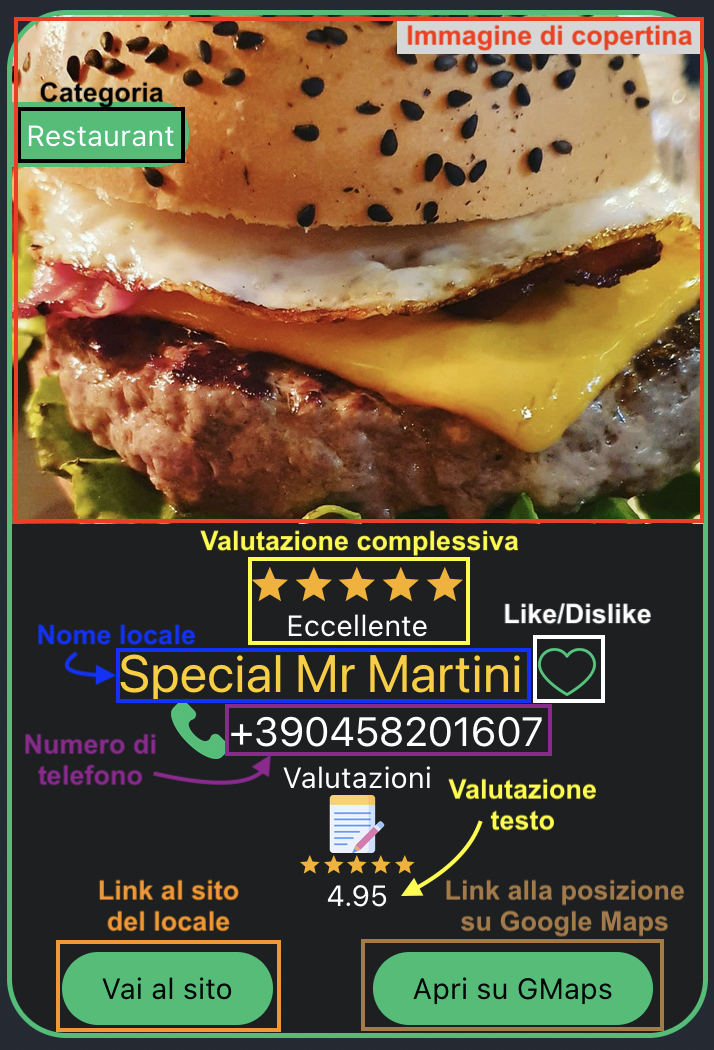 Immagine di copertina
Categoria
Restaurant
Valutazione complessiva
Eccellente
Like/Dislike
Nome locale
Special Mr Martini
+390458201607
Numero di
telefono
Valutazioni
Valutazione
testo
4.95
Link al sito
del locale
Link alla posizione
su Google Maps
Vai al sito
Apri su GMaps